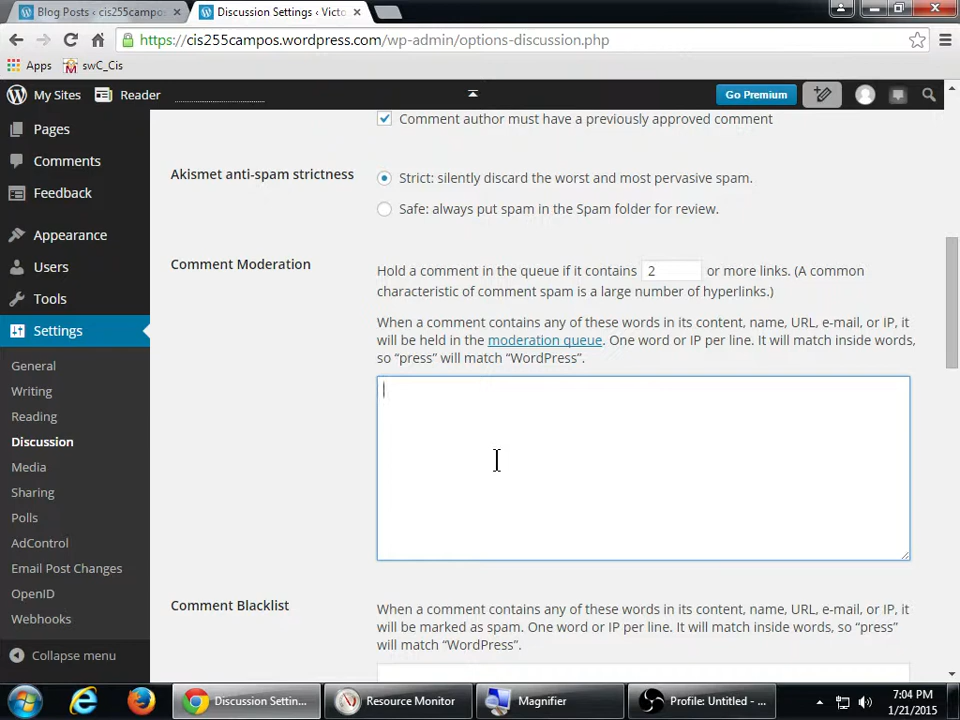 Blog Posts ‹ cis255campos
Discussion Settings ‹ Victo
https://cis255campos.wordpress.com/wp-admin/options-discussion.php
Apps
swC_Cis
My Sites
Reader
Go Premium
Pages
Comments
Feedback
Appearance
Users
Tools
Settings
General
Writing
Reading
Discussion
Media
Sharing
Polls
AdControl
Email Post Changes
OpenID
Webhooks
Collapse menu
Comment author must have a previously approved comment
Akismet anti-spam strictness
Strict: silently discard the worst and most pervasive spam.
Safe: always put spam in the Spam folder for review.
Comment Moderation
Hold a comment in the queue if it contains 2 or more links. (A common
characteristic of comment spam is a large number of hyperlinks.)
When a comment contains any of these words in its content, name, URL, e-mail, or IP, it
will be held in the moderation queue. One word or IP per line. It will match inside words,
so “press” will match “WordPress”.
Comment Blacklist
When a comment contains any of these words in its content, name, URL, e-mail, or IP, it
will be marked as spam. One word or IP per line. It will match inside words, so “press”
will match “WordPress”.
Discussion Settin...
Resource Monitor
Magnifier
Profile: Untitled - ...
7:04 PM
1/21/2015